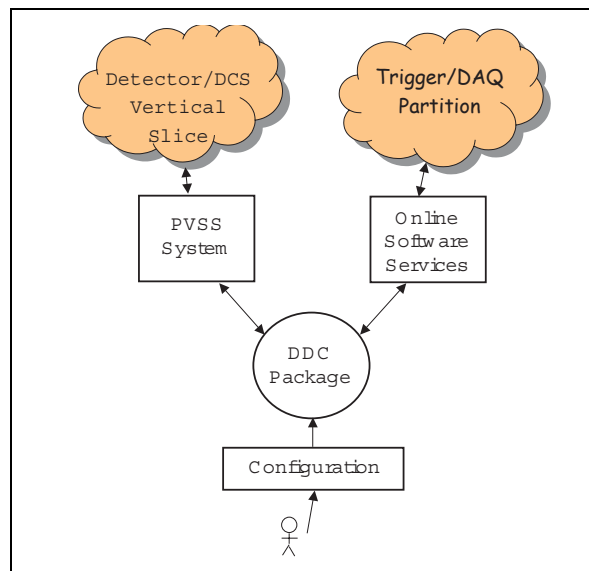 Detector/DCS
Vertical
Slice
Trigger/DAQ
Partition
PVSS
System
Online
Software
Services
DDC
Package
Configuration